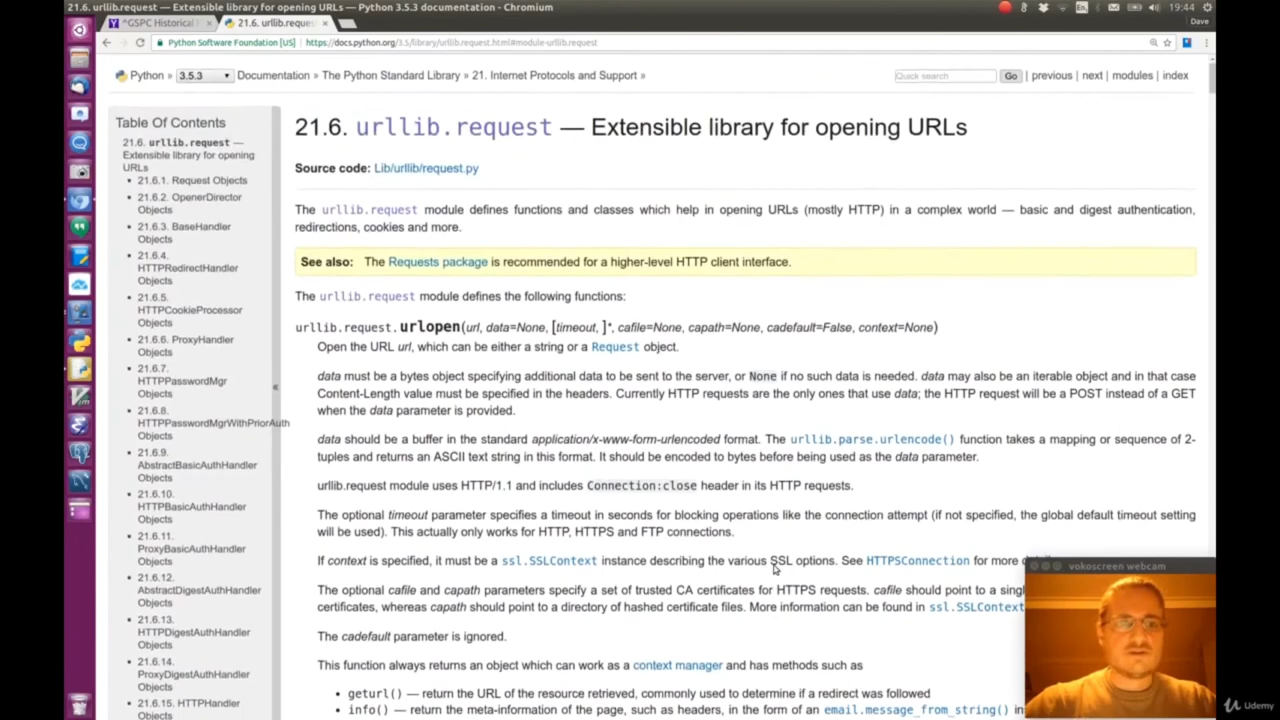 21.6. urllib.request — Extensible library for opening URLs — Python 3.5.3 documentation - Chromium
19:44
En
^GSPC Historical
21.6. urllib.request
Dave
Python Software Foundation [US]
https://docs.python.org/3.5/library/urllib.request.html#module-urllib.request
Python » 3.5.3 Documentation » The Python Standard Library » 21. Internet Protocols and Support »
Quick search Go | previous | next | modules | index
Table Of Contents
21.6. urllib.request —
Extensible library for opening
URLs
21.6.1. Request Objects
21.6.2. OpenerDirector
Objects
21.6.3. BaseHandler
Objects
21.6.4.
HTTPRedirectHandler
Objects
21.6.5.
HTTPCookieProcessor
Objects
21.6.6. ProxyHandler
Objects
21.6.7.
HTTPPasswordMgr
Objects
21.6.8.
HTTPPasswordMgrWithPriorAuth
Objects
21.6.9.
AbstractBasicAuthHandler
Objects
21.6.10.
HTTPBasicAuthHandler
Objects
21.6.11.
ProxyBasicAuthHandler
Objects
21.6.12.
AbstractDigestAuthHandler
Objects
21.6.13.
HTTPDigestAuthHandler
Objects
21.6.14.
ProxyDigestAuthHandler
Objects
21.6.15. HTTPHandler
Objects
«
21.6. urllib.request — Extensible library for opening URLs
Source code: Lib/urllib/request.py
The urllib.request module defines functions and classes which help in opening URLs (mostly HTTP) in a complex world — basic and digest authentication,
redirections, cookies and more.
See also: The Requests package is recommended for a higher-level HTTP client interface.
The urllib.request module defines the following functions:
urllib.request.urlopen(url, data=None, [timeout, ]*, cafile=None, capath=None, cadefault=False, context=None)
Open the URL url, which can be either a string or a Request object.
data must be a bytes object specifying additional data to be sent to the server, or None if no such data is needed. data may also be an iterable object and in that case
Content-Length value must be specified in the headers. Currently HTTP requests are the only ones that use data; the HTTP request will be a POST instead of a GET
when the data parameter is provided.
data should be a buffer in the standard application/x-www-form-urlencoded format. The urllib.parse.urlencode() function takes a mapping or sequence of 2-
tuples and returns an ASCII text string in this format. It should be encoded to bytes before being used as the data parameter.
urllib.request module uses HTTP/1.1 and includes Connection:close header in its HTTP requests.
The optional timeout parameter specifies a timeout in seconds for blocking operations like the connection attempt (if not specified, the global default timeout setting
will be used). This actually only works for HTTP, HTTPS and FTP connections.
If context is specified, it must be a ssl.SSLContext instance describing the various SSL options. See HTTPSConnection for more
The optional cafile and capath parameters specify a set of trusted CA certificates for HTTPS requests. cafile should point to a
certificates, whereas capath should point to a directory of hashed certificate files. More information can be found in ssl.SSLContext
The cadefault parameter is ignored.
This function always returns an object which can work as a context manager and has methods such as
geturl() — return the URL of the resource retrieved, commonly used to determine if a redirect was followed
info() — return the meta-information of the page, such as headers, in the form of an email.message_from_string()
vokoscreen webcam
Udemy